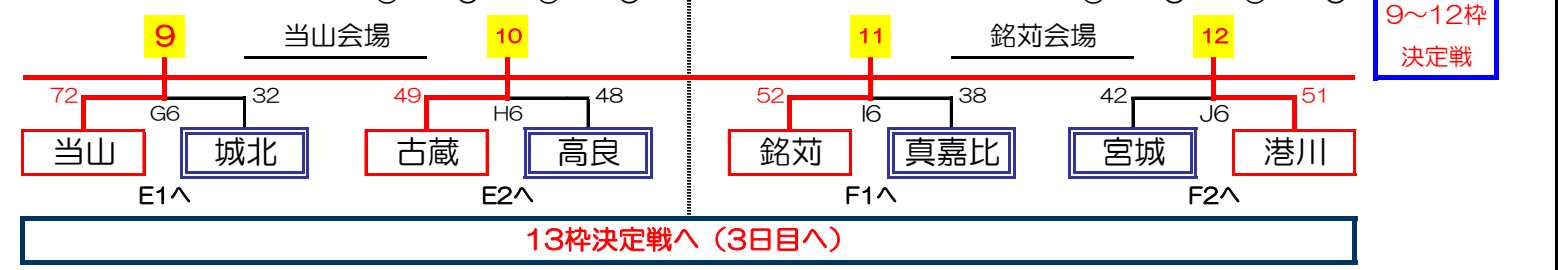 9～12枠
決定戦
9 当山会場 10 11 銘苅会場 12
72 32 49 48 52 38 42 51
G6 H6 I6 J6
当山 城北 古蔵 高良 銘苅 真嘉比 宮城 港川
E1へ E2へ F1へ F2へ
13枠決定戦へ（3日目へ）